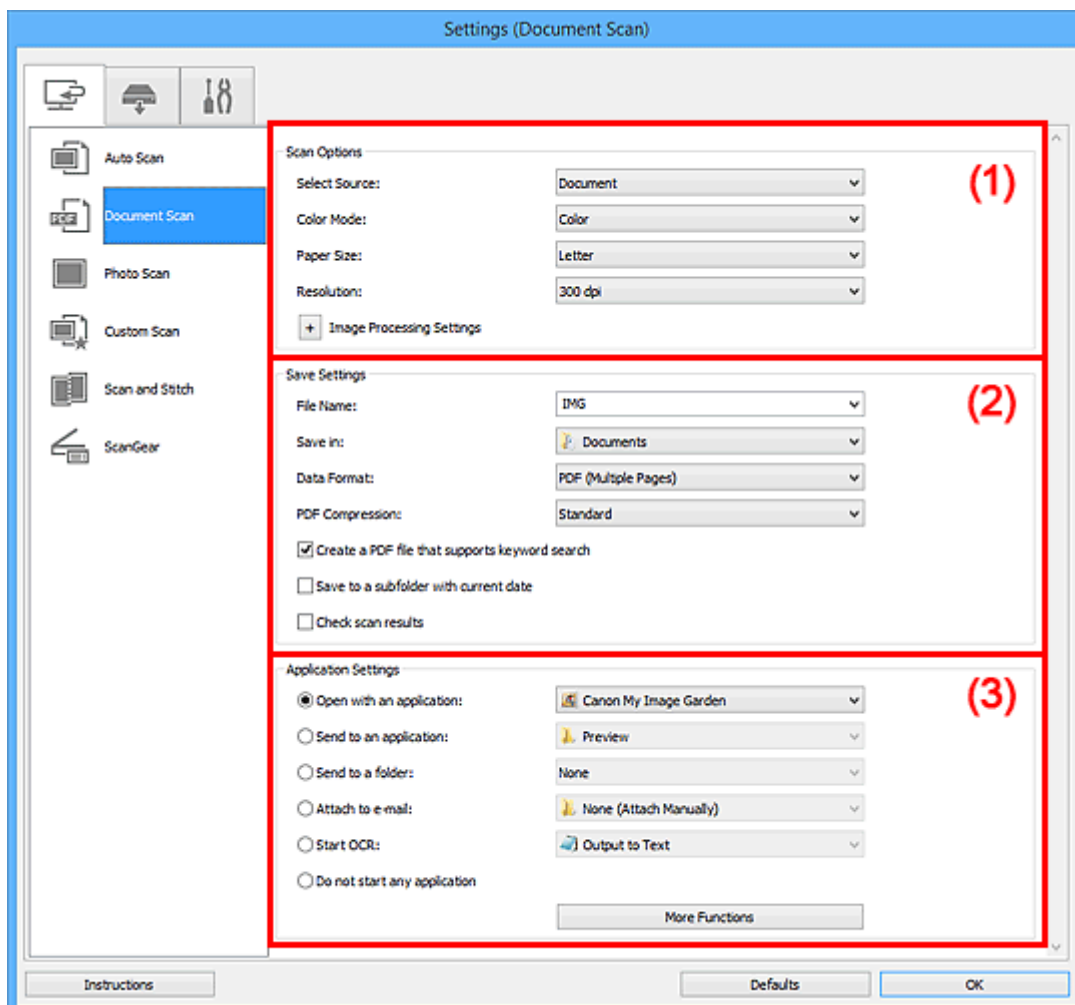 Settings (Document Scan)
Auto Scan
PDF
Document Scan
Photo Scan
Custom Scan
Scan and Stitch
ScanGear
(1)
Scan Options
Select Source: Document
Color Mode: Color
Paper Size: Letter
Resolution: 300 dpi
+ Image Processing Settings
(2)
Save Settings
File Name: IMG
Save in: Documents
Data Format: PDF (Multiple Pages)
PDF Compression: Standard
Create a PDF file that supports keyword search
Save to a subfolder with current date
Check scan results
(3)
Application Settings
Open with an application: Canon My Image Garden
Send to an application: Preview
Send to a folder: None
Attach to e-mail: None (Attach Manually)
Start OCR: Output to Text
Do not start any application
More Functions
Instructions Defaults OK